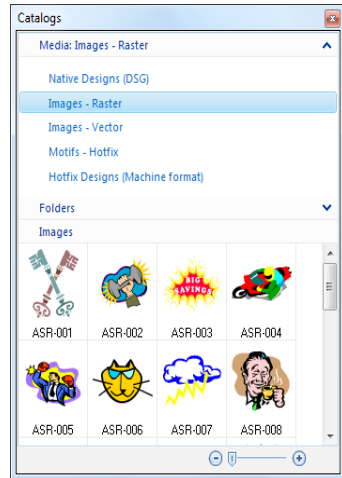 Catalogs
Media: Images - Raster
Native Designs (DSG)
Images - Raster
Images - Vector
Motifs - Hotfix
Hotfix Designs (Machine format)
Folders
Images
BIG
SAVINGS
ASR-001 ASR-002 ASR-003 ASR-004
ASR-005 ASR-006 ASR-007 ASR-008